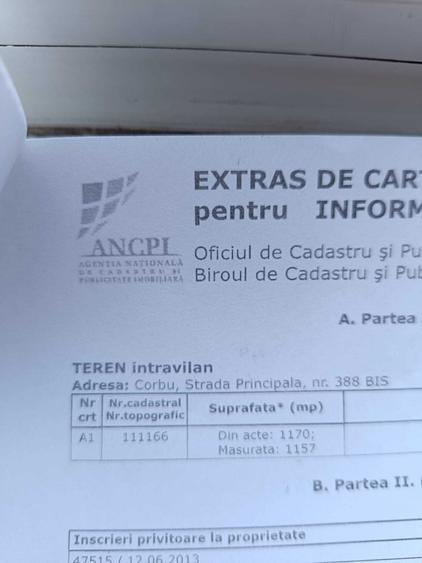 EXTRAS DE CAR
pentru INFORM
ANCPI
AGENTIA NATIONALĂ
DE CADASTRU ȘI
PUBLICITATE IMOBILIARĂ
Oficiul de Cadastru şi Pu
Biroul de Cadastru şi Pub
A. Partea
TEREN intravilan
Adresa: Corbu, Strada Principala, nr. 388 BIS
Nr crt Nr.cadastral Nr.topografic Suprafata* (mp)
A1 111166 Din acte: 1170;
Masurata: 1157
B. Partea II.
Inscrieri privitoare la proprietate
47515 / 12.06.2013